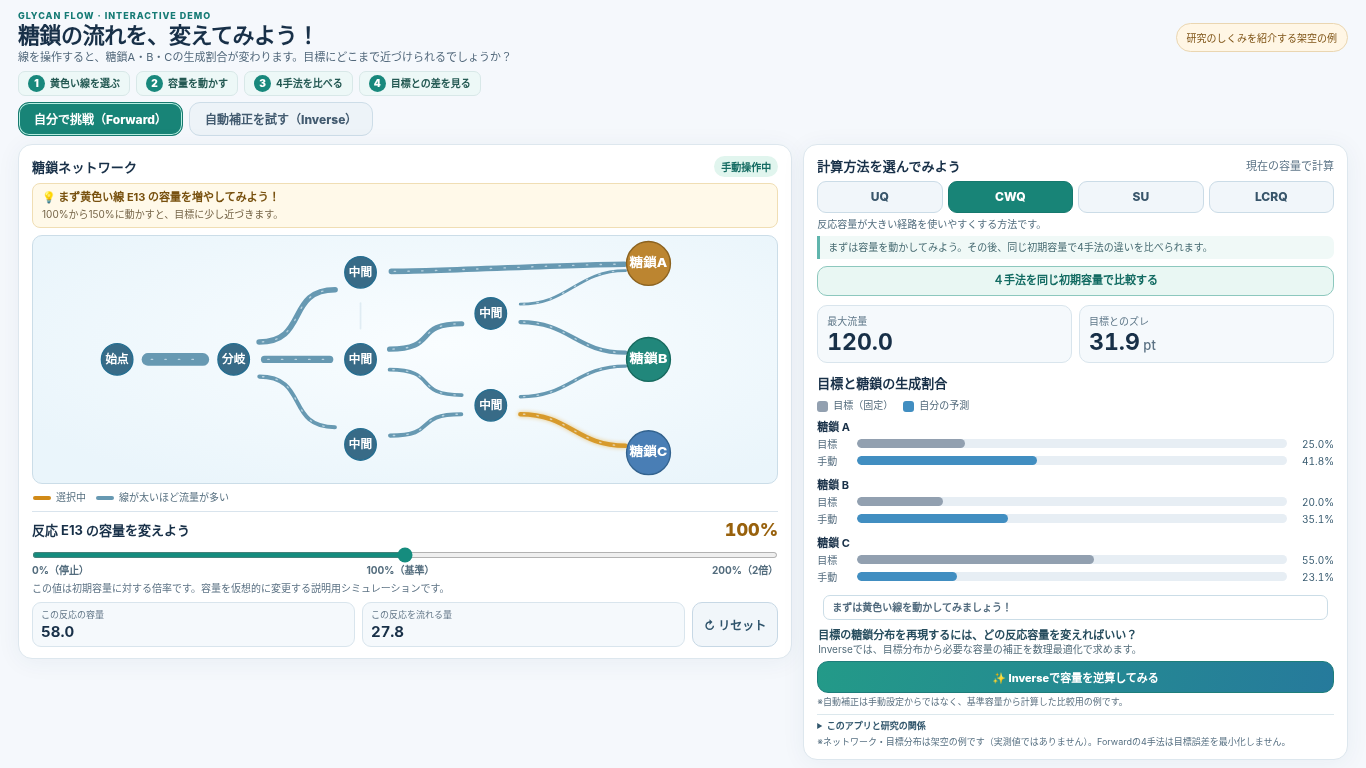 GLYCAN FLOW · INTERACTIVE DEMO
糖鎖の流れを、変えてみよう！
線を操作すると、糖鎖A・B・Cの生成割合が変わります。目標にどこまで近づけられるでしょうか？
研究のしくみを紹介する架空の例
1 黄色い線を選ぶ
2 容量を動かす
3 4手法を比べる
4 目標との差を見る
自分で挑戦（Forward）
自動補正を試す（Inverse）
糖鎖ネットワーク
手動操作中
💡 まず黄色い線 E13 の容量を増やしてみよう！
100%から150%に動かすと、目標に少し近づきます。
始点
分岐
中間
中間
中間
中間
中間
糖鎖A
糖鎖B
糖鎖C
選択中
線が太いほど流量が多い
反応 E13 の容量を変えよう
100%
0%（停止）
100%（基準）
200%（2倍）
この値は初期容量に対する倍率です。容量を仮想的に変更する説明用シミュレーションです。
この反応の容量
58.0
この反応を流れる量
27.8
↻ リセット
計算方法を選んでみよう
現在の容量で計算
UQ
CWQ
SU
LCRQ
反応容量が大きい経路を使いやすくする方法です。
まずは容量を動かしてみよう。その後、同じ初期容量で4手法の違いを比べられます。
４手法を同じ初期容量で比較する
最大流量
120.0
目標とのズレ
31.9 pt
目標と糖鎖の生成割合
目標（固定）
自分の予測
糖鎖 A
目標 25.0%
手動 41.8%
糖鎖 B
目標 20.0%
手動 35.1%
糖鎖 C
目標 55.0%
手動 23.1%
まずは黄色い線を動かしてみましょう！
目標の糖鎖分布を再現するには、どの反応容量を変えればいい？
Inverseでは、目標分布から必要な容量の補正を数理最適化で求めます。
✨ Inverseで容量を逆算してみる
※自動補正は手動設定からではなく、基準容量から計算した比較用の例です。
▶ このアプリと研究の関係
※ネットワーク・目標分布は架空の例です（実測値ではありません）。Forwardの4手法は目標誤差を最小化しません。